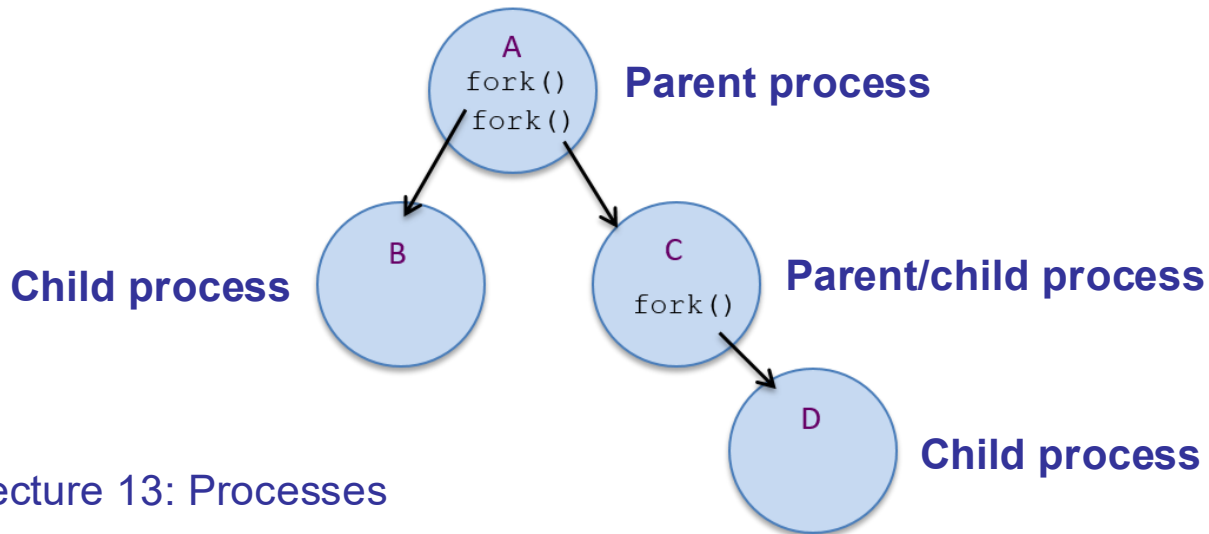 A
fork()
fork()
Parent process
B
Child process
C
fork()
Parent/child process
D
Child process
ecture 13: Processes